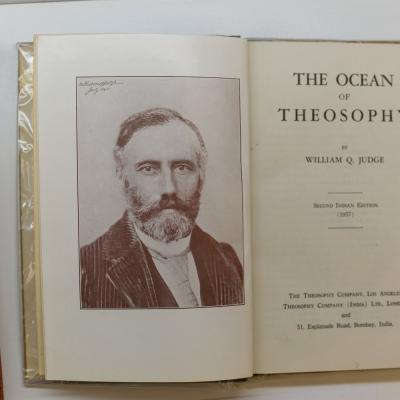 THE OCEAN
OF
THEOSOPHY
BY
WILLIAM Q. JUDGE
SECOND INDIAN EDITION
(1957)
THE THEOSOPHY COMPANY, LOS ANGELES
THEOSOPHY COMPANY (INDIA) LTD.,
and
51, Esplanade Road, Bombay, India.